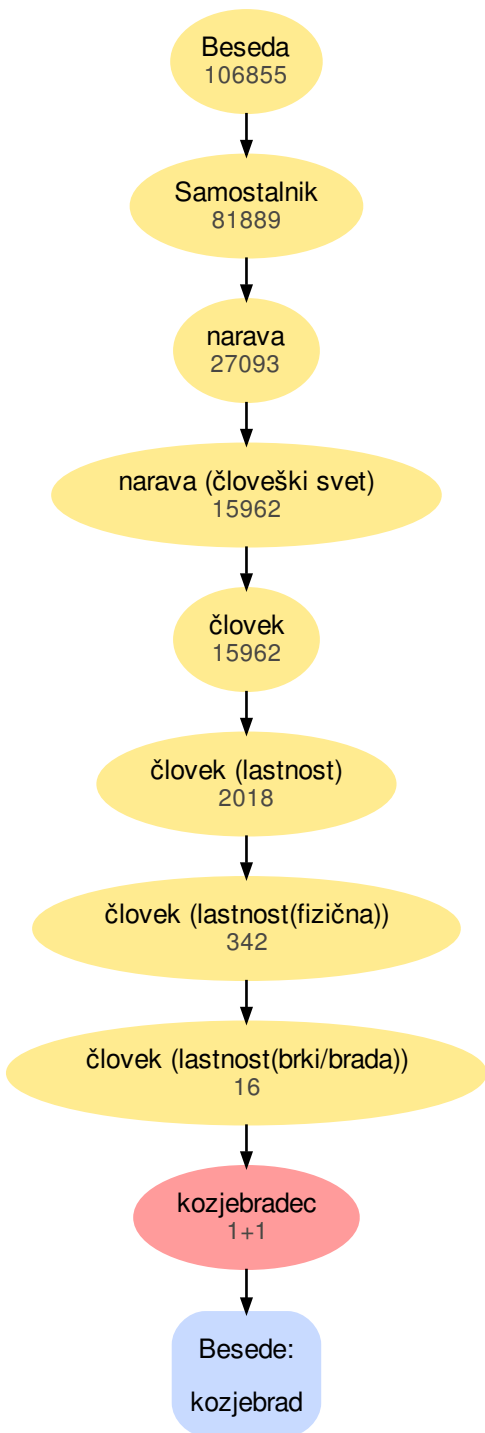 Beseda
106855
Samostalnik
81889
narava
27093
narava (človeški svet)
15962
človek
15962
človek (lastnost)
2018
človek (lastnost(fizična))
342
človek (lastnost(brki/brada))
16
kozjebradec
1+1
Besede:
kozjebrad